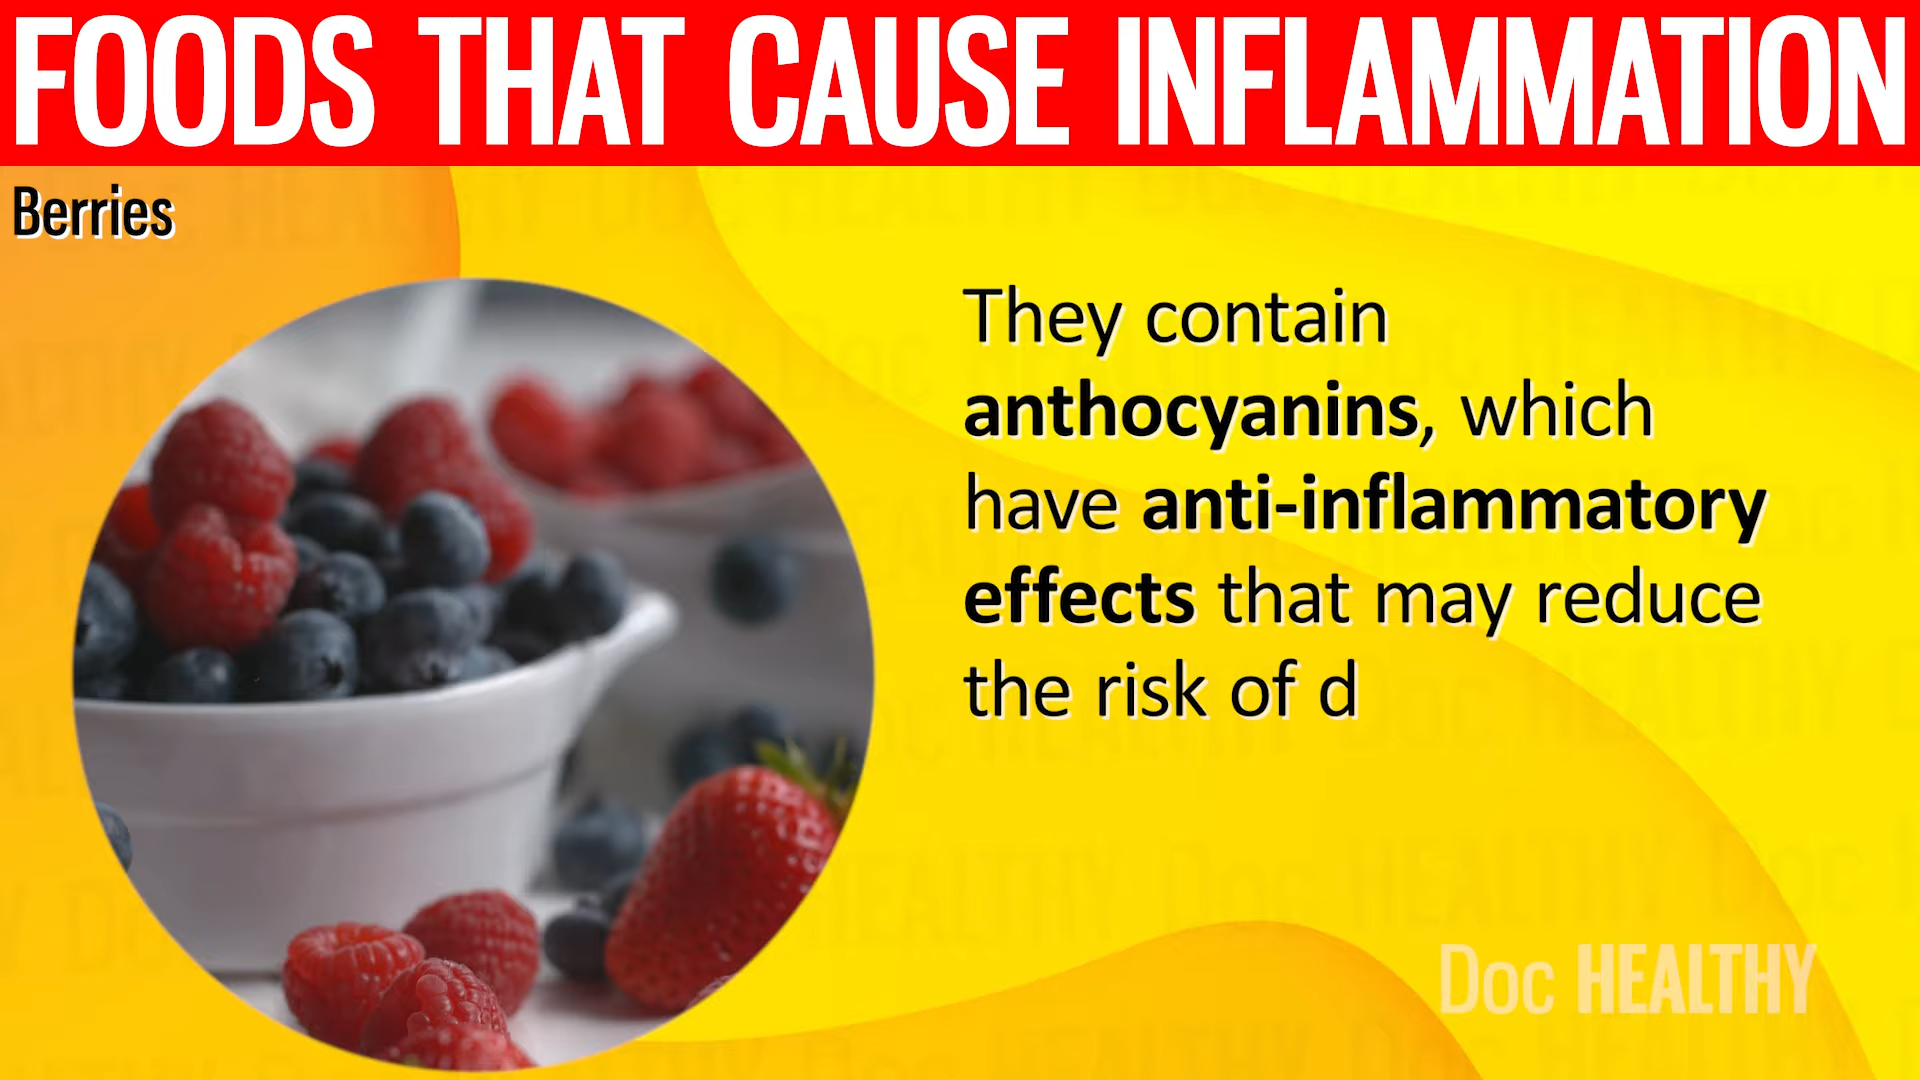 FOODS THAT CAUSE INFLAMMATION
Berries
They contain
anthocyanins, which
have anti-inflammatory
effects that may reduce
the risk of d
Doc HEALTHY